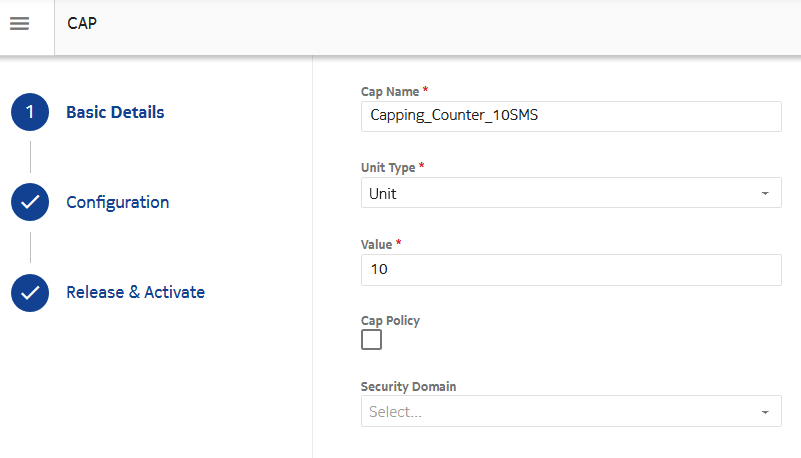 CAP
1 Basic Details
Configuration
Release & Activate
Cap Name *
Capping_Counter_10SMS
Unit Type *
Unit
Value *
10
Cap Policy
Security Domain
Select...